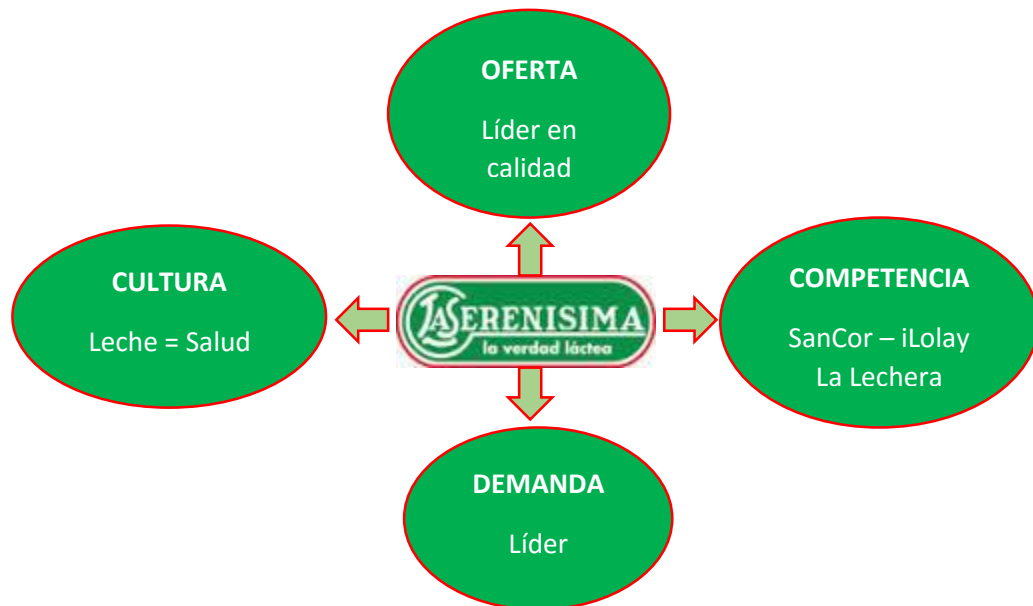 OFERTA
Líder en
calidad
CULTURA
Leche = Salud
LA SERENISIMA
la verdad láctea
COMPETENCIA
SanCor – iLolay
La Lechera
DEMANDA
Líder